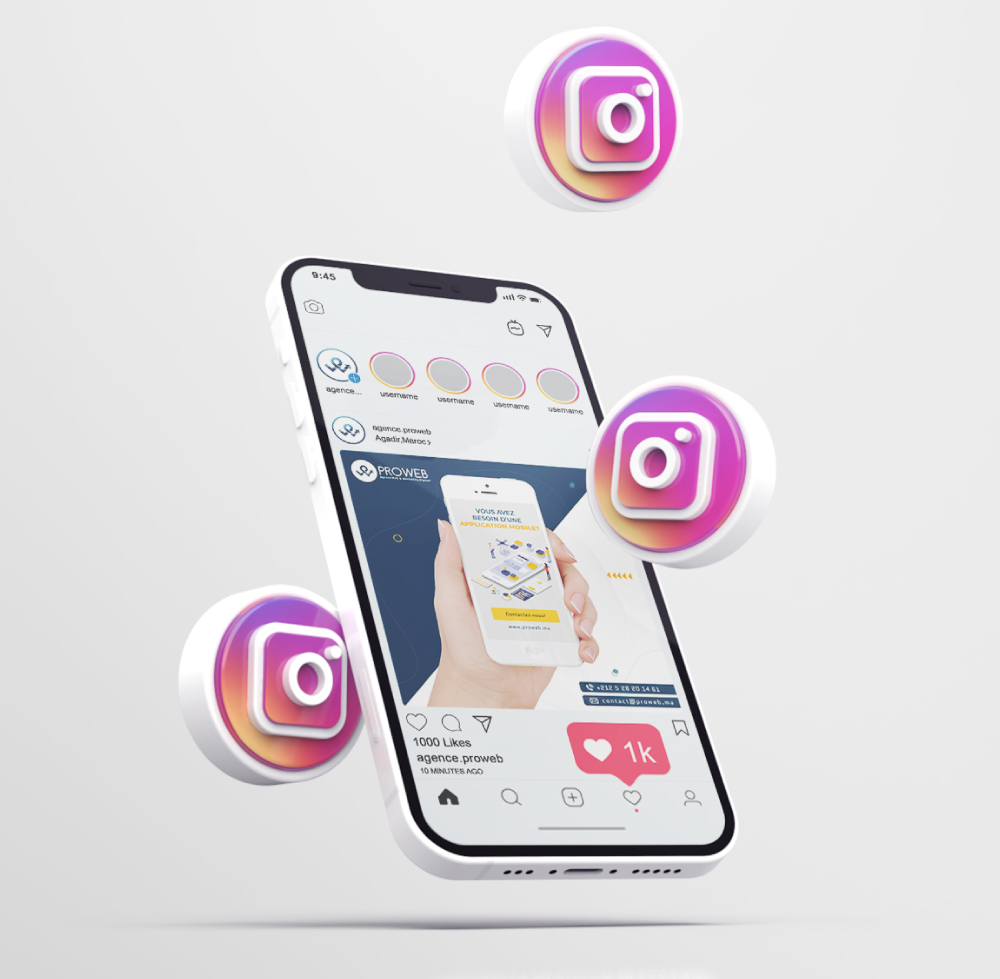 9:45
agence...
username
username
username
username
agence.proweb
Agadir,Maroc >
PROWEB
VOUS AVEZ
BESOIN D'UNE
APPLICATION MOBILE?
Contactez-nous!
www.proweb.ma
+212 5 28 20 14 61
contact@proweb.ma
1000 Likes
1k
agence.proweb
10 MINUTES AGO